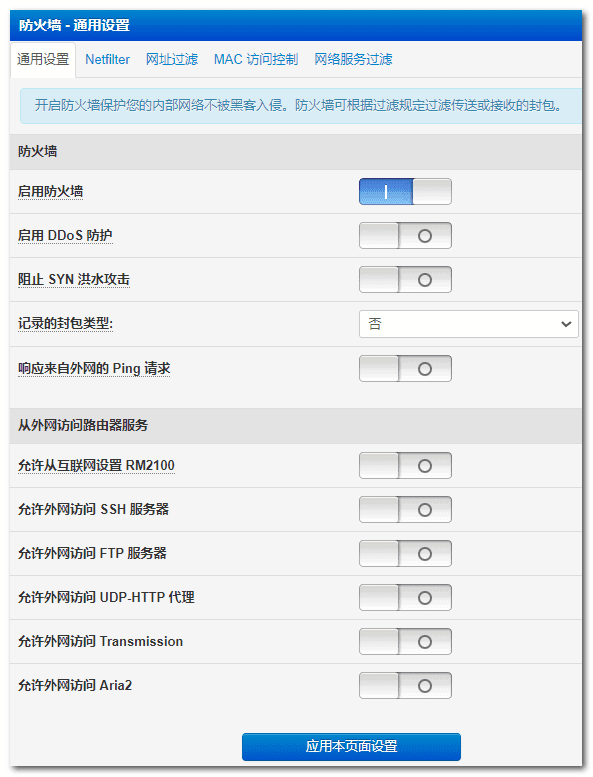 防火墙 - 通用设置
通用设置 Netfilter 网址过滤 MAC 访问控制 网络服务过滤
开启防火墙保护您的内部网络不被黑客入侵。防火墙可根据过滤规定过滤传送或接收的封包。
防火墙
启用防火墙
启用 DDoS 防护
阻止 SYN 洪水攻击
记录的封包类型: 否
响应来自外网的 Ping 请求
从外网访问路由器服务
允许从互联网设置 RM2100
允许外网访问 SSH 服务器
允许外网访问 FTP 服务器
允许外网访问 UDP-HTTP 代理
允许外网访问 Transmission
允许外网访问 Aria2
应用本页面设置